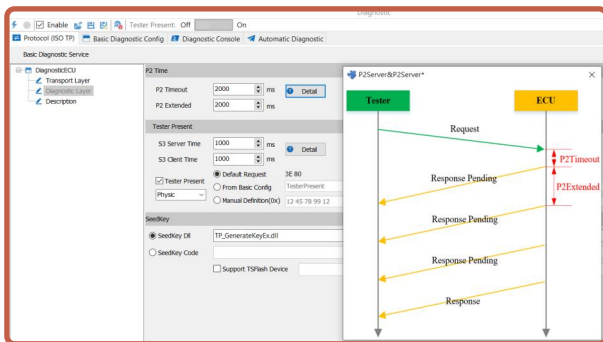 Diagnostic
Enable
Tester Present: Off On
Protocol (ISO TP) Basic Diagnostic Config Diagnostic Console Automatic Diagnostic
Basic Diagnostic Service
DiagnosticECU
Transport Layer
Diagnostic Layer
Description
P2 Time
P2 Timeout 2000 ms Detail
P2 Extended 2000 ms
Tester Present
S3 Server Time 1000 ms Detail
S3 Client Time 1000 ms
Tester Present Default Request 3E 80
From Basic Config TesterPresent
Physic Manual Definition(0x) 12 45 78 99 12
SeedKey
SeedKey Dll TP_GenerateKeyEx.dll
SeedKey Code
Support TSFlash Device
P2Server&P2Server*
Tester ECU
Request
P2Timeout
Response Pending
P2Extended
Response Pending
Response Pending
Response